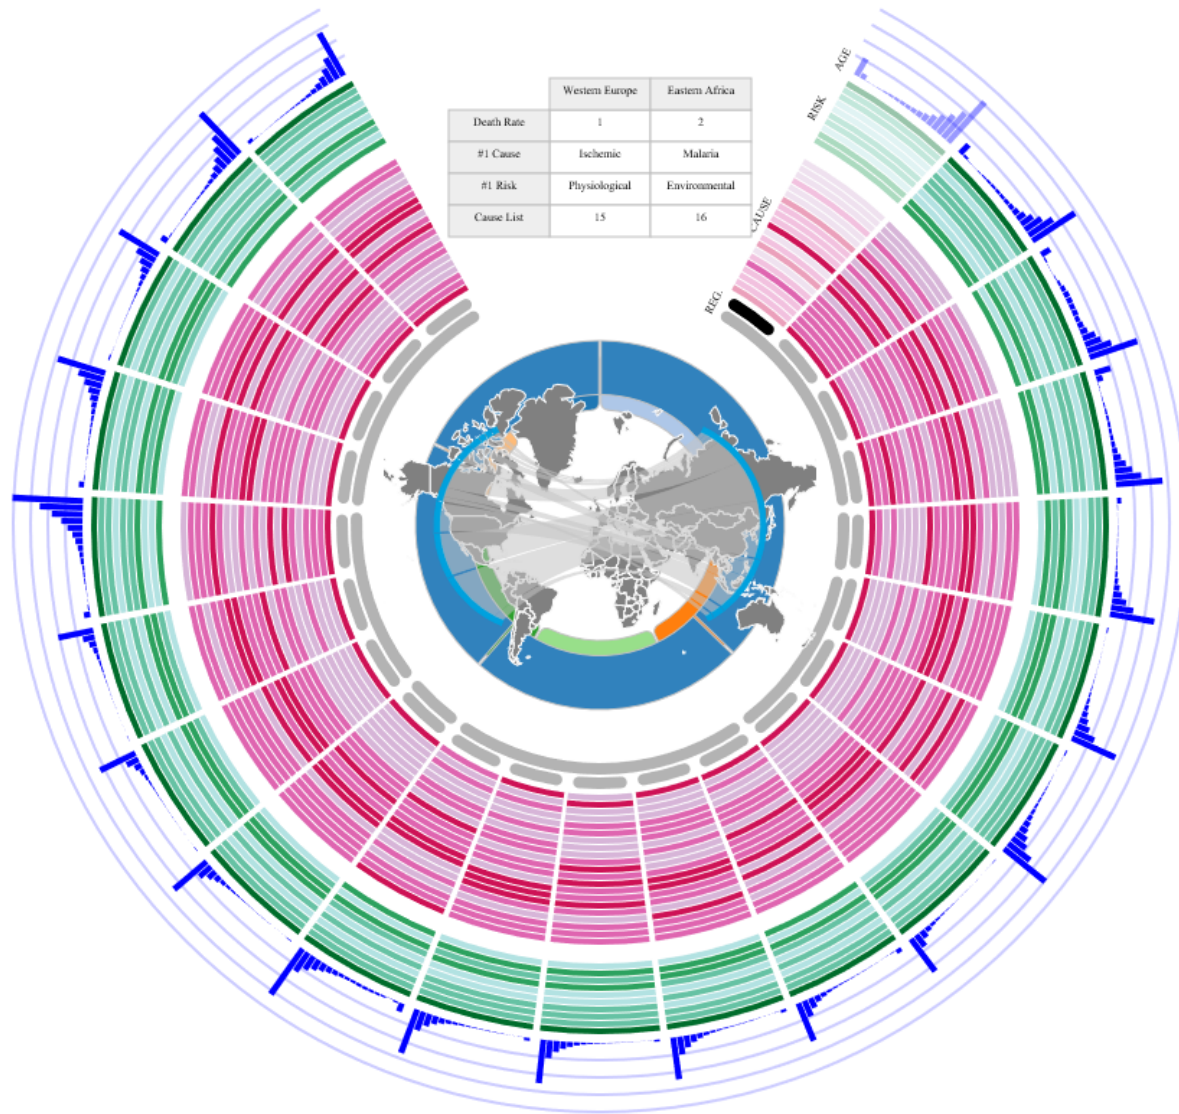 AGE
RISK
CAUSE
REG.
Western Europe Eastern Africa
Death Rate 1 2
#1 Cause Ischemic Malaria
#1 Risk Physiological Environmental
Cause List 15 16